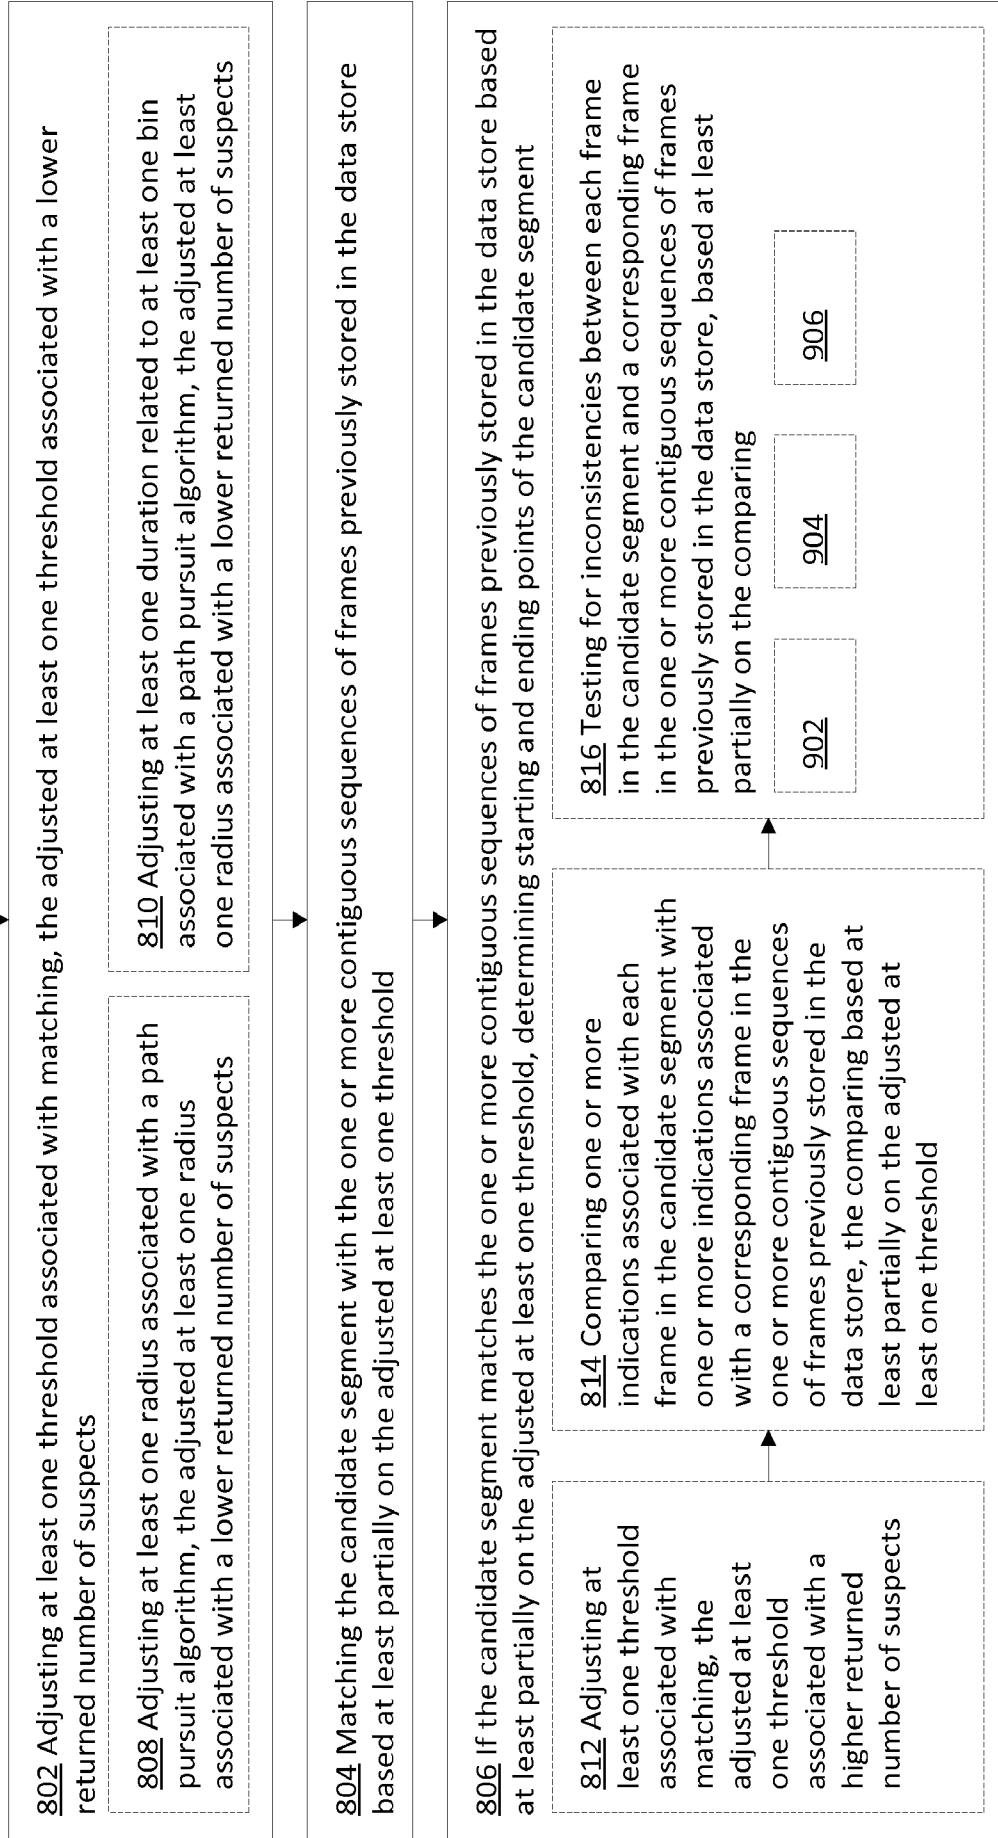 802 Adjusting at least one threshold associated with matching, the adjusted at least one threshold associated with a lower
returned number of suspects
808 Adjusting at least one radius associated with a path
pursuit algorithm, the adjusted at least one radius
associated with a lower returned number of suspects
810 Adjusting at least one duration related to at least one bin
associated with a path pursuit algorithm, the adjusted at least
one radius associated with a lower returned number of suspects
804 Matching the candidate segment with the one or more contiguous sequences of frames previously stored in the data store
based at least partially on the adjusted at least one threshold
806 If the candidate segment matches the one or more contiguous sequences of frames previously stored in the data store based
at least partially on the adjusted at least one threshold, determining starting and ending points of the candidate segment
812 Adjusting at
least one threshold
associated with
matching, the
adjusted at least
one threshold
associated with a
higher returned
number of suspects
814 Comparing one or more
indications associated with each
frame in the candidate segment with
one or more indications associated
with a corresponding frame in the
one or more contiguous sequences
of frames previously stored in the
data store, the comparing based at
least partially on the adjusted at
least one threshold
816 Testing for inconsistencies between each frame
in the candidate segment and a corresponding frame
in the one or more contiguous sequences of frames
previously stored in the data store, based at least
partially on the comparing
902
904
906